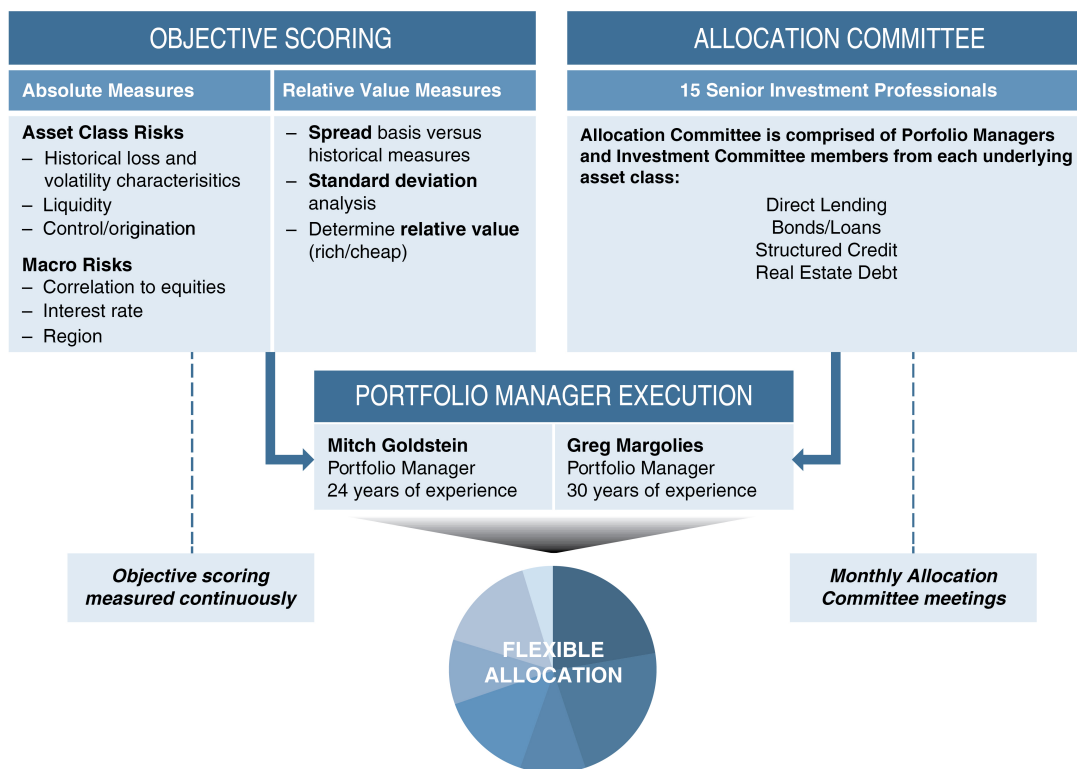 OBJECTIVE SCORING
Absolute Measures
Asset Class Risks
– Historical loss and
volatility characterisitics
– Liquidity
– Control/origination
Macro Risks
– Correlation to equities
– Interest rate
– Region
Relative Value Measures
– Spread basis versus
historical measures
– Standard deviation
analysis
– Determine relative value
(rich/cheap)
ALLOCATION COMMITTEE
15 Senior Investment Professionals
Allocation Committee is comprised of Porfolio Managers
and Investment Committee members from each underlying
asset class:
Direct Lending
Bonds/Loans
Structured Credit
Real Estate Debt
PORTFOLIO MANAGER EXECUTION
Mitch Goldstein
Portfolio Manager
24 years of experience
Greg Margolies
Portfolio Manager
30 years of experience
Objective scoring
measured continuously
Monthly Allocation
Committee meetings
FLEXIBLE
ALLOCATION